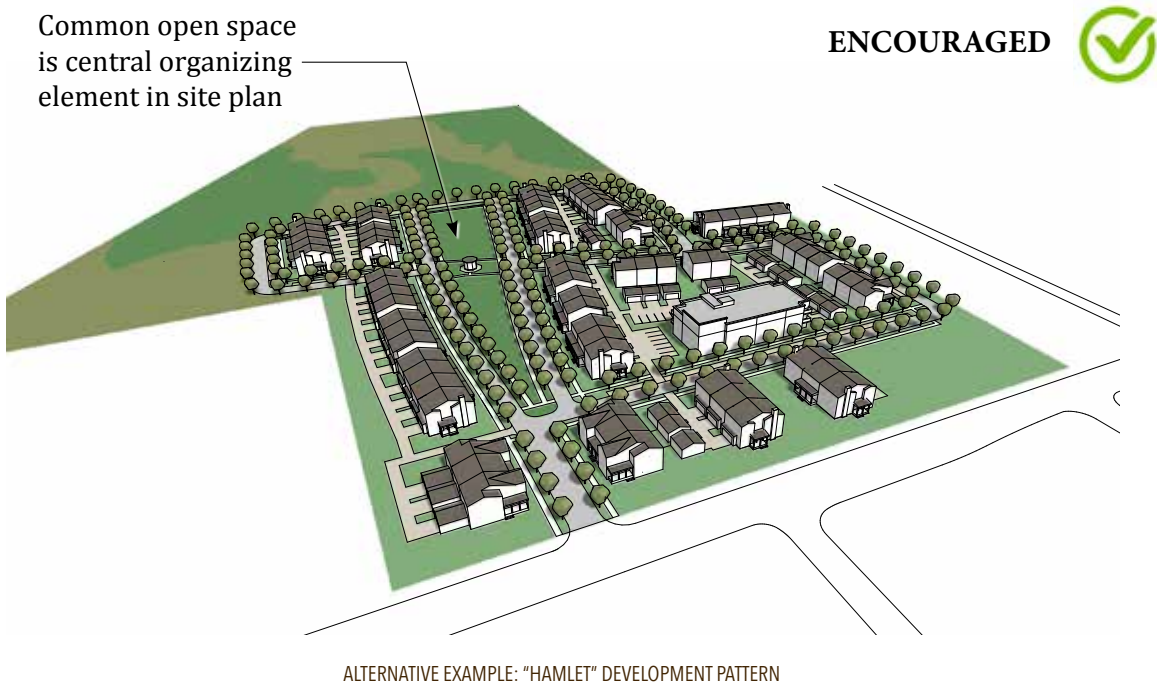 Common open space
is central organizing
element in site plan
ENCOURAGED
ALTERNATIVE EXAMPLE: “HAMLET” DEVELOPMENT PATTERN